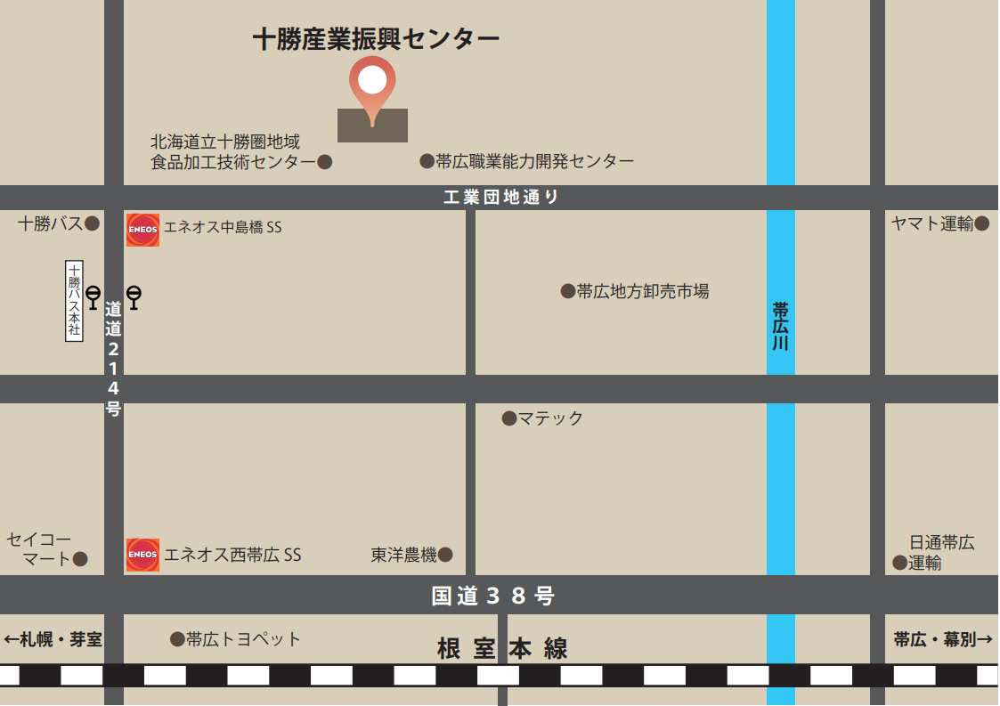 十勝産業振興センター
北海道立十勝圏地域
食品加工技術センター
帯広職業能力開発センター
工業団地通り
十勝バス
ENEOS
エネオス中島橋 SS
ヤマト運輸
十勝バス本社
道道214号
帯広地方卸売市場
帯広川
マテック
セイコー
マート
ENEOS
エネオス西帯広 SS
東洋農機
日通帯広
運輸
国道38号
←札幌・芽室
帯広トヨペット
根室本線
帯広・幕別→